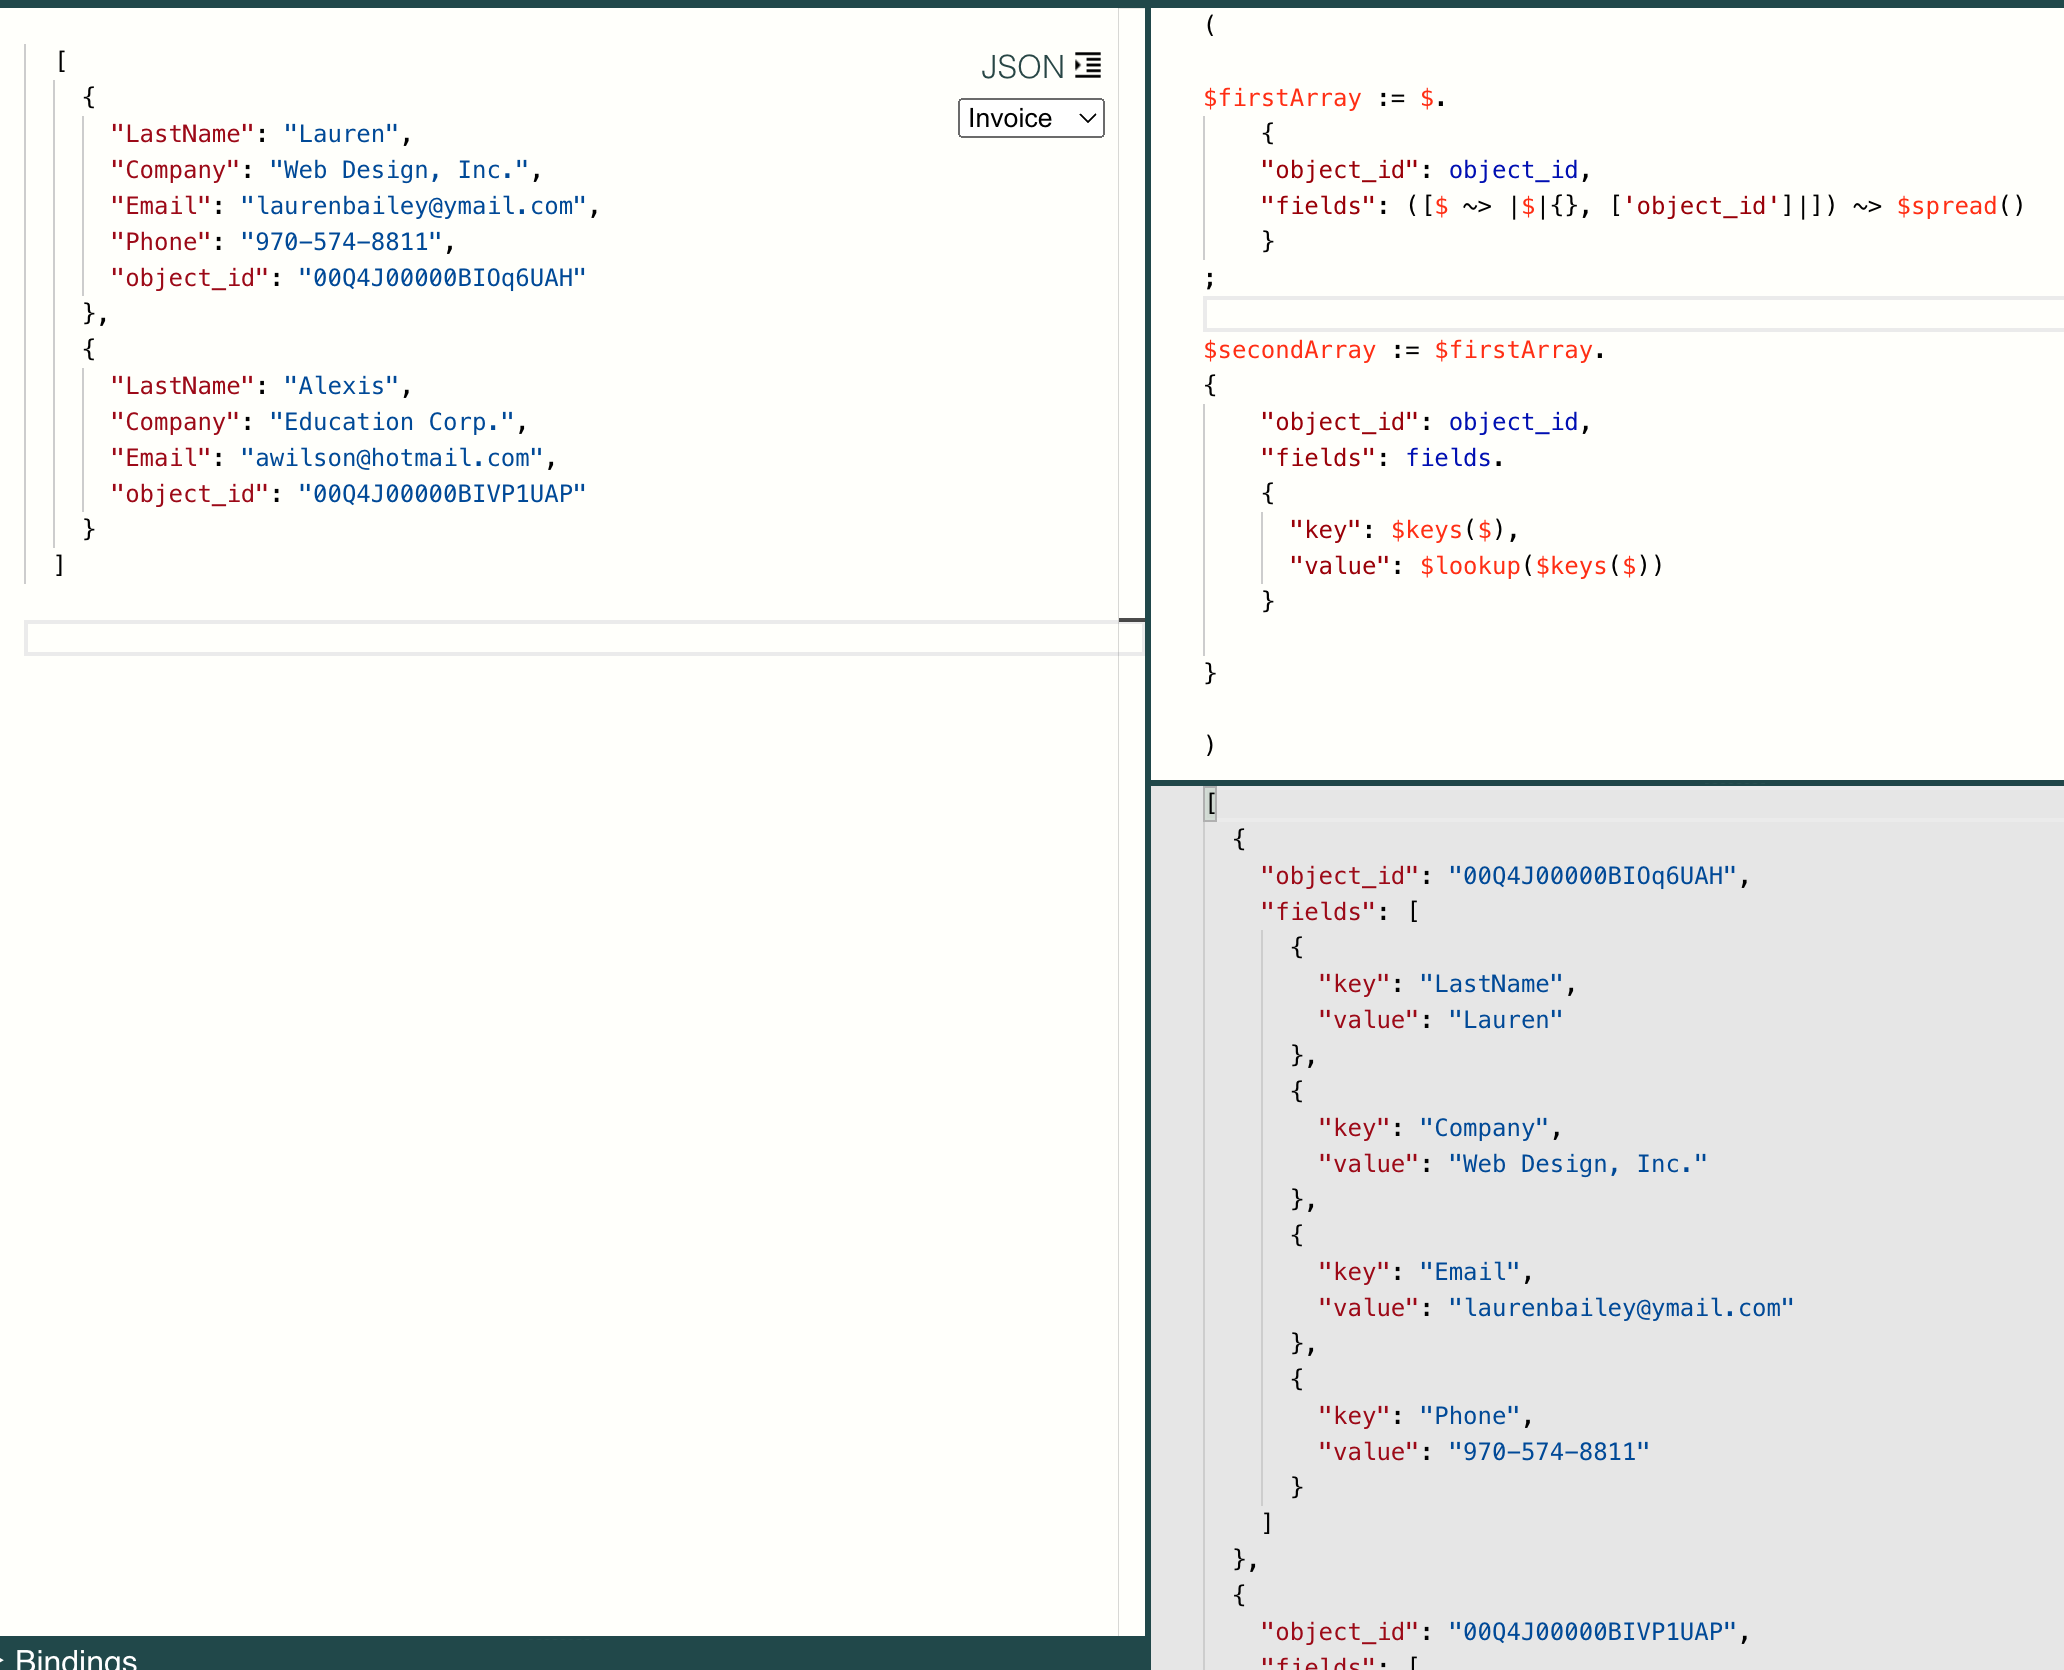 [
  {
    "LastName": "Lauren",
    "Company": "Web Design, Inc.",
    "Email": "laurenbailey@ymail.com",
    "Phone": "970-574-8811",
    "object_id": "00Q4J00000BIOq6UAH"
  },
  {
    "LastName": "Alexis",
    "Company": "Education Corp.",
    "Email": "awilson@hotmail.com",
    "object_id": "00Q4J00000BIVP1UAP"
  }
]
JSON
Invoice
Bindings
(
$firstArray := $.
    {
    "object_id": object_id,
    "fields": ([$ ~> |$|{}, ['object_id']|]) ~> $spread()
    }
;
$secondArray := $firstArray.
{
    "object_id": object_id,
    "fields": fields.
    {
      "key": $keys($),
      "value": $lookup($keys($))
    }
}
)
[
  {
    "object_id": "00Q4J00000BIOq6UAH",
    "fields": [
      {
        "key": "LastName",
        "value": "Lauren"
      },
      {
        "key": "Company",
        "value": "Web Design, Inc."
      },
      {
        "key": "Email",
        "value": "laurenbailey@ymail.com"
      },
      {
        "key": "Phone",
        "value": "970-574-8811"
      }
    ]
  },
  {
    "object_id": "00Q4J00000BIVP1UAP",
    "fields": [